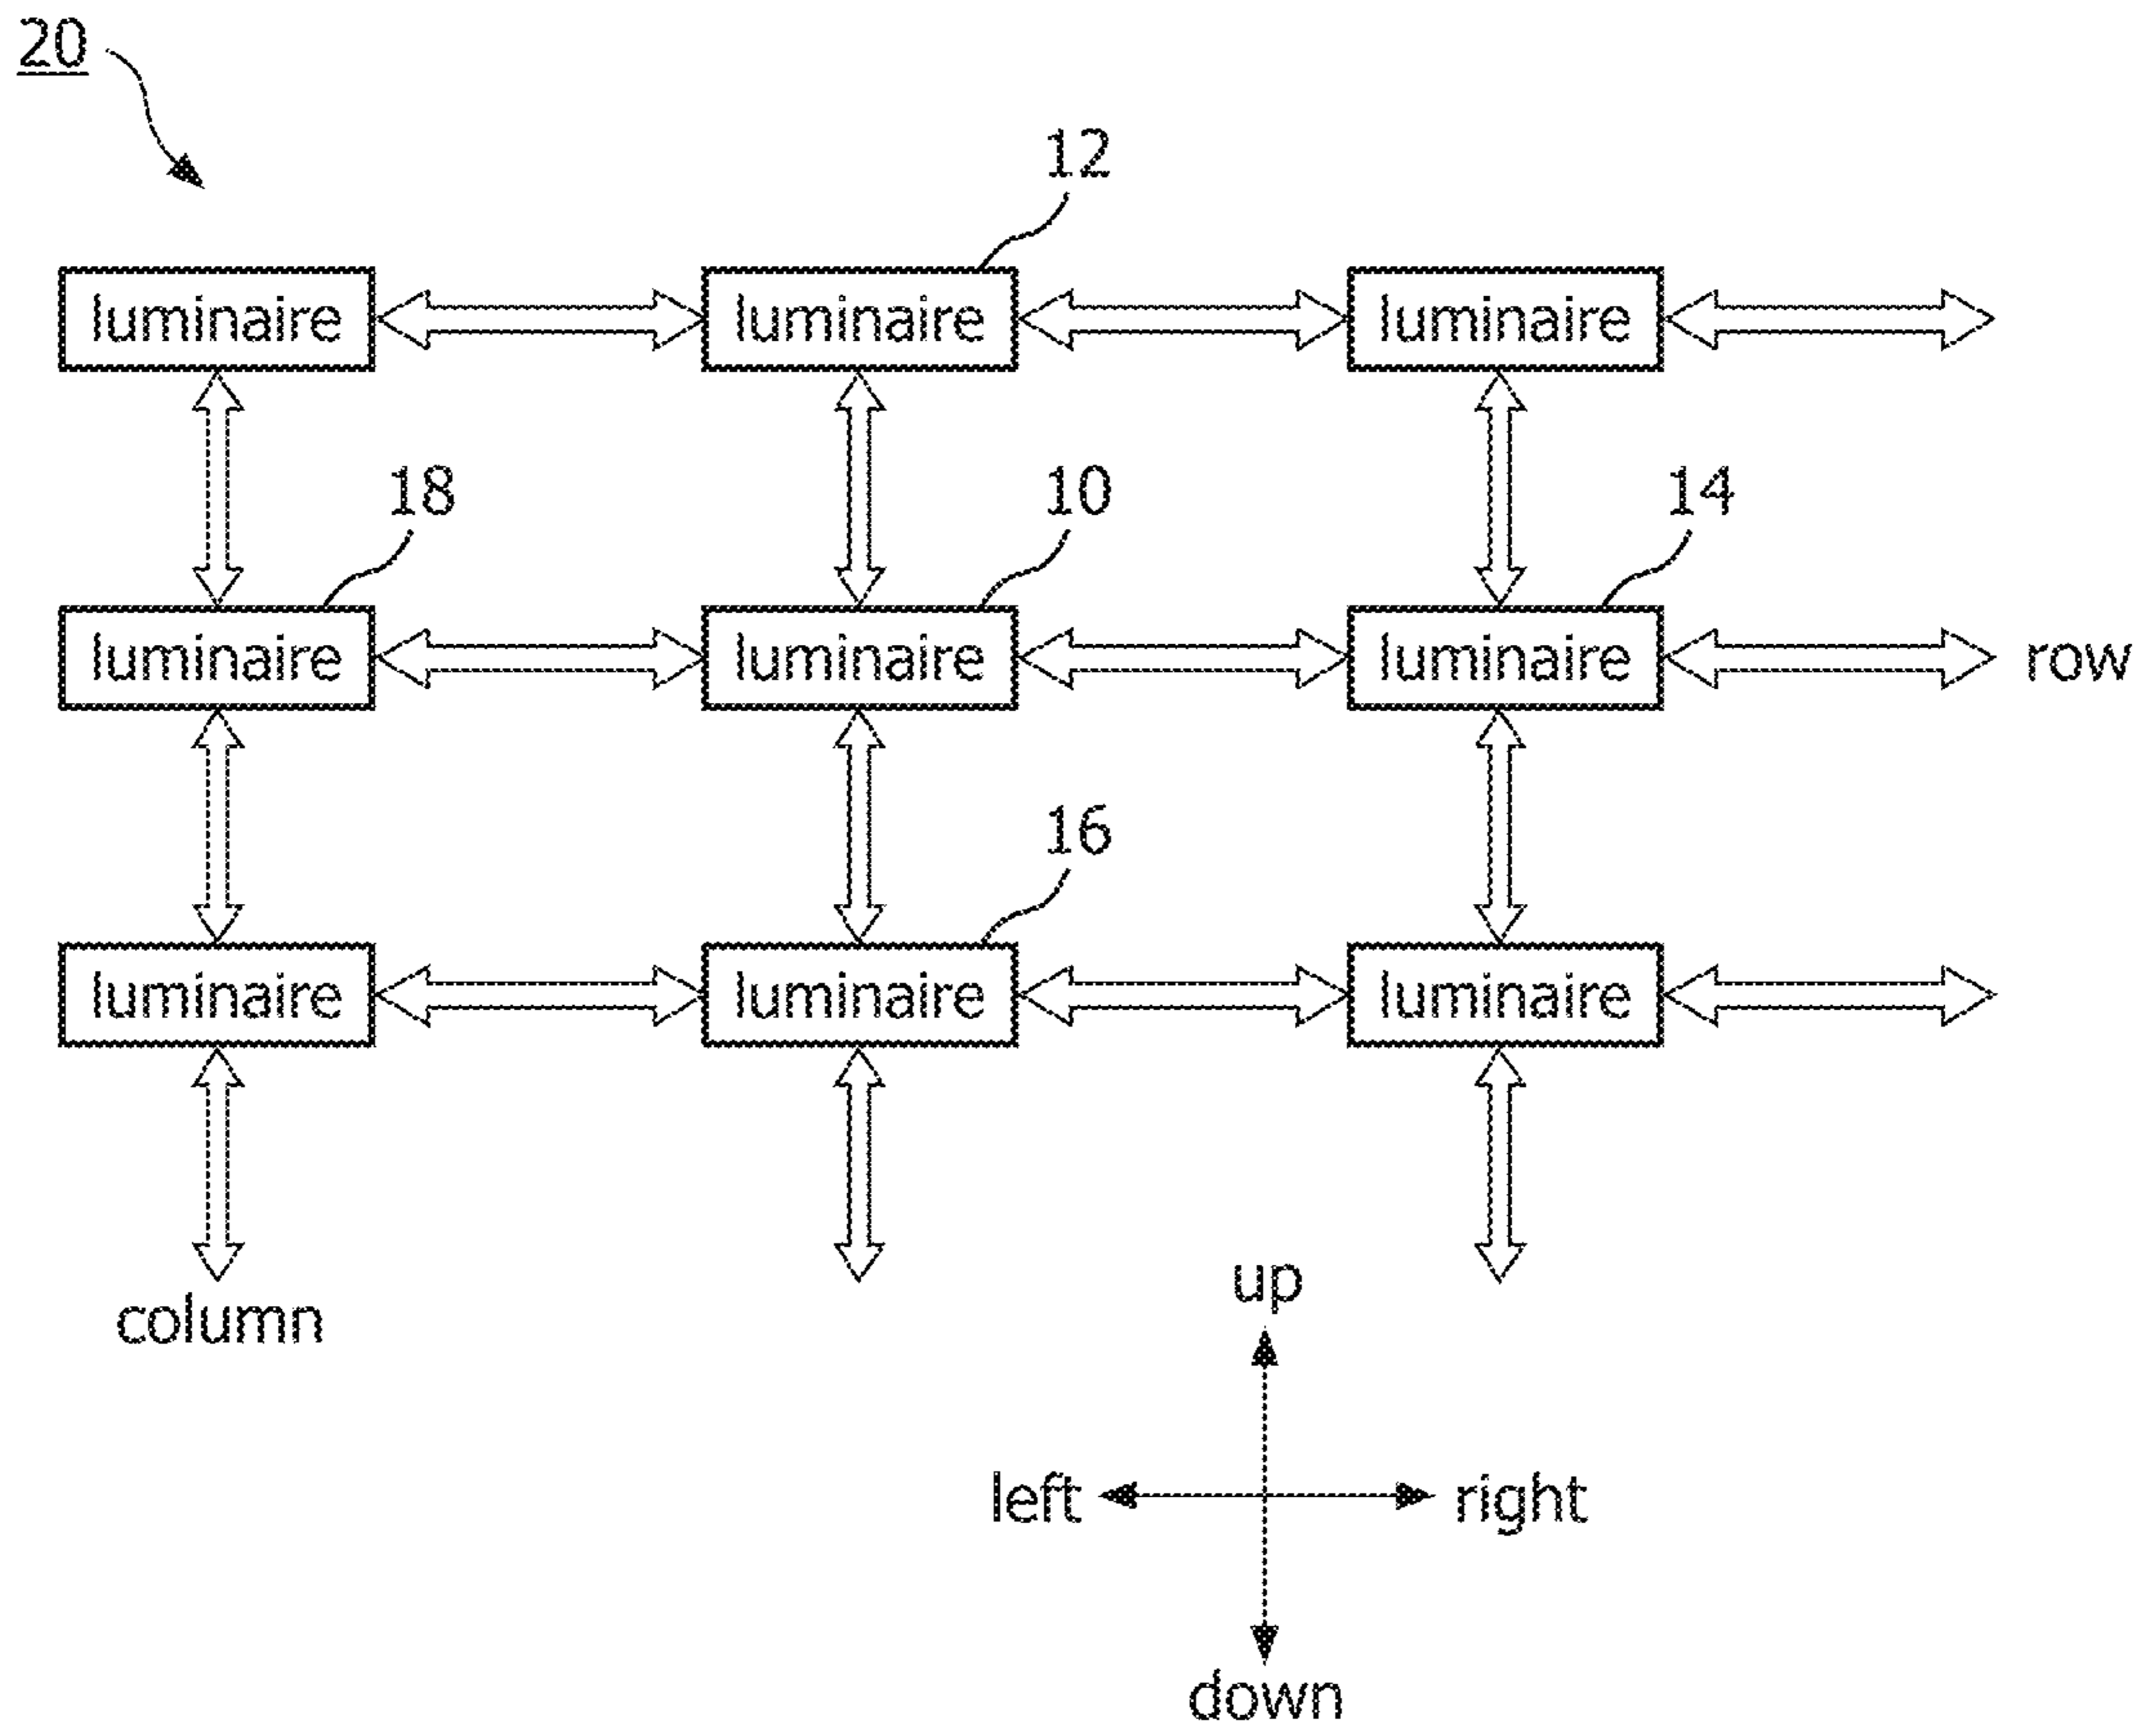 20
12
luminaire luminaire luminaire
18 10 14
luminaire luminaire luminaire row
16
luminaire luminaire luminaire
column
up
left right
down